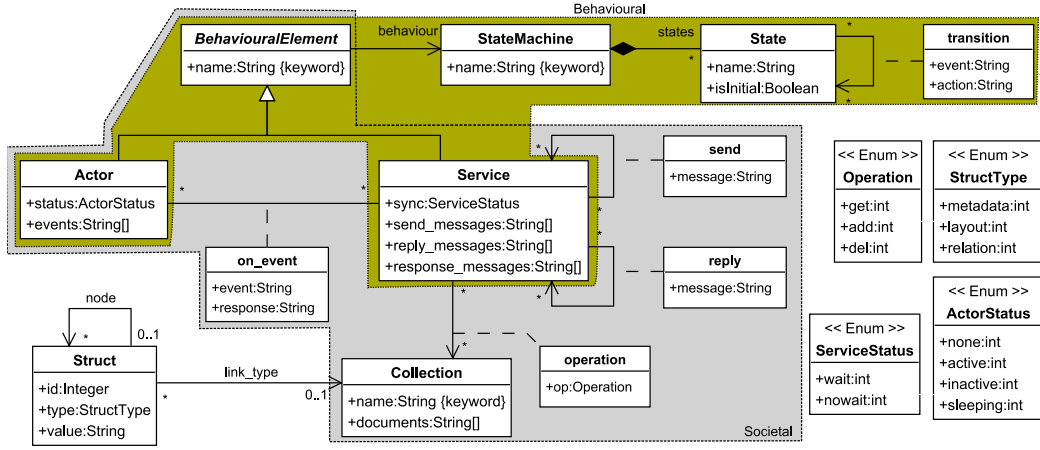 Behavioural
BehaviouralElement
+name:String {keyword}
behaviour
StateMachine
+name:String {keyword}
states
*
State
+name:String
+isInitial:Boolean
*
*
transition
+event:String
+action:String
Actor
+status:ActorStatus
+events:String[]
*
*
Service
+sync:ServiceStatus
+send_messages:String[]
+reply_messages:String[]
+response_messages:String[]
*
*
*
*
send
+message:String
reply
+message:String
on_event
+event:String
+response:String
<< Enum >>
Operation
+get:int
+add:int
+del:int
<< Enum >>
StructType
+metadata:int
+layout:int
+relation:int
<< Enum >>
ServiceStatus
+wait:int
+nowait:int
<< Enum >>
ActorStatus
+none:int
+active:int
+inactive:int
+sleeping:int
node
*
0..1
Struct
+id:Integer
+type:StructType
+value:String
*
link_type
0..1
*
*
Collection
+name:String {keyword}
+documents:String[]
operation
+op:Operation
Societal